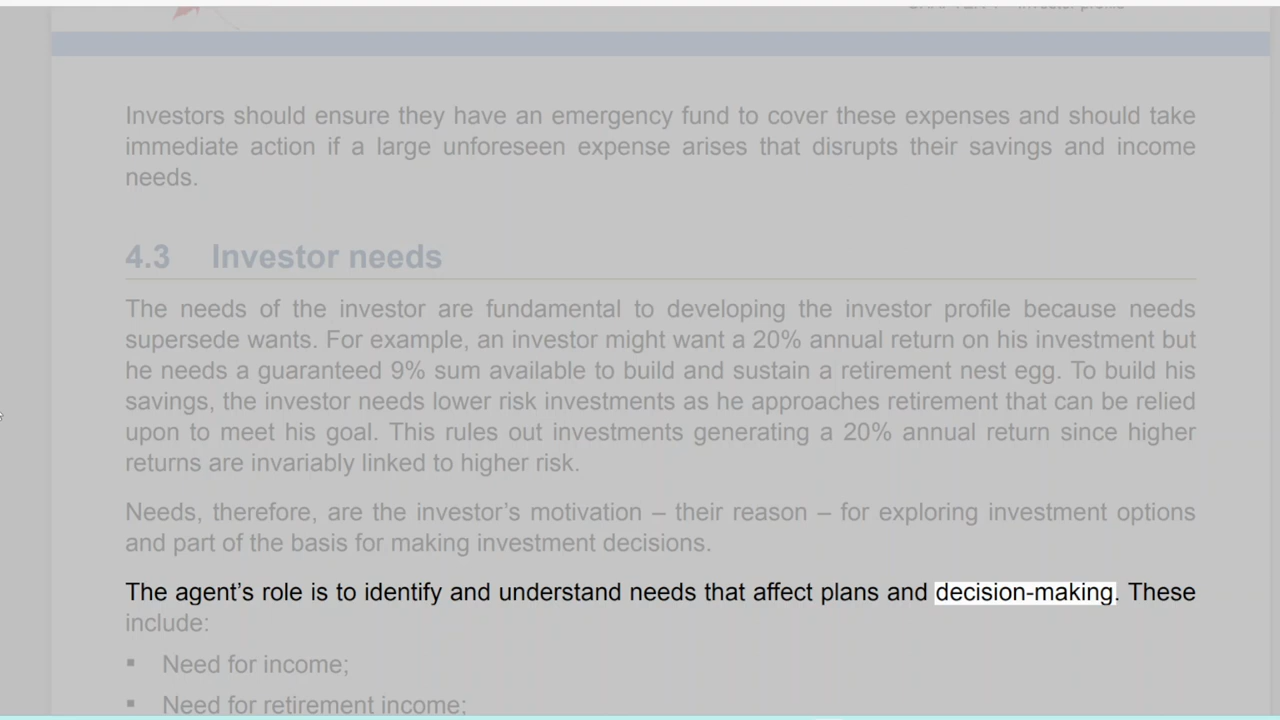 Investors should ensure they have an emergency fund to cover these expenses and should take
immediate action if a large unforeseen expense arises that disrupts their savings and income
needs.
4.3 Investor needs
The needs of the investor are fundamental to developing the investor profile because needs
supersede wants. For example, an investor might want a 20% annual return on his investment but
he needs a guaranteed 9% sum available to build and sustain a retirement nest egg. To build his
savings, the investor needs lower risk investments as he approaches retirement that can be relied
upon to meet his goal. This rules out investments generating a 20% annual return since higher
returns are invariably linked to higher risk.
Needs, therefore, are the investor’s motivation – their reason – for exploring investment options
and part of the basis for making investment decisions.
The agent’s role is to identify and understand needs that affect plans and decision-making. These
include:
▪ Need for income;
▪ Need for retirement income;